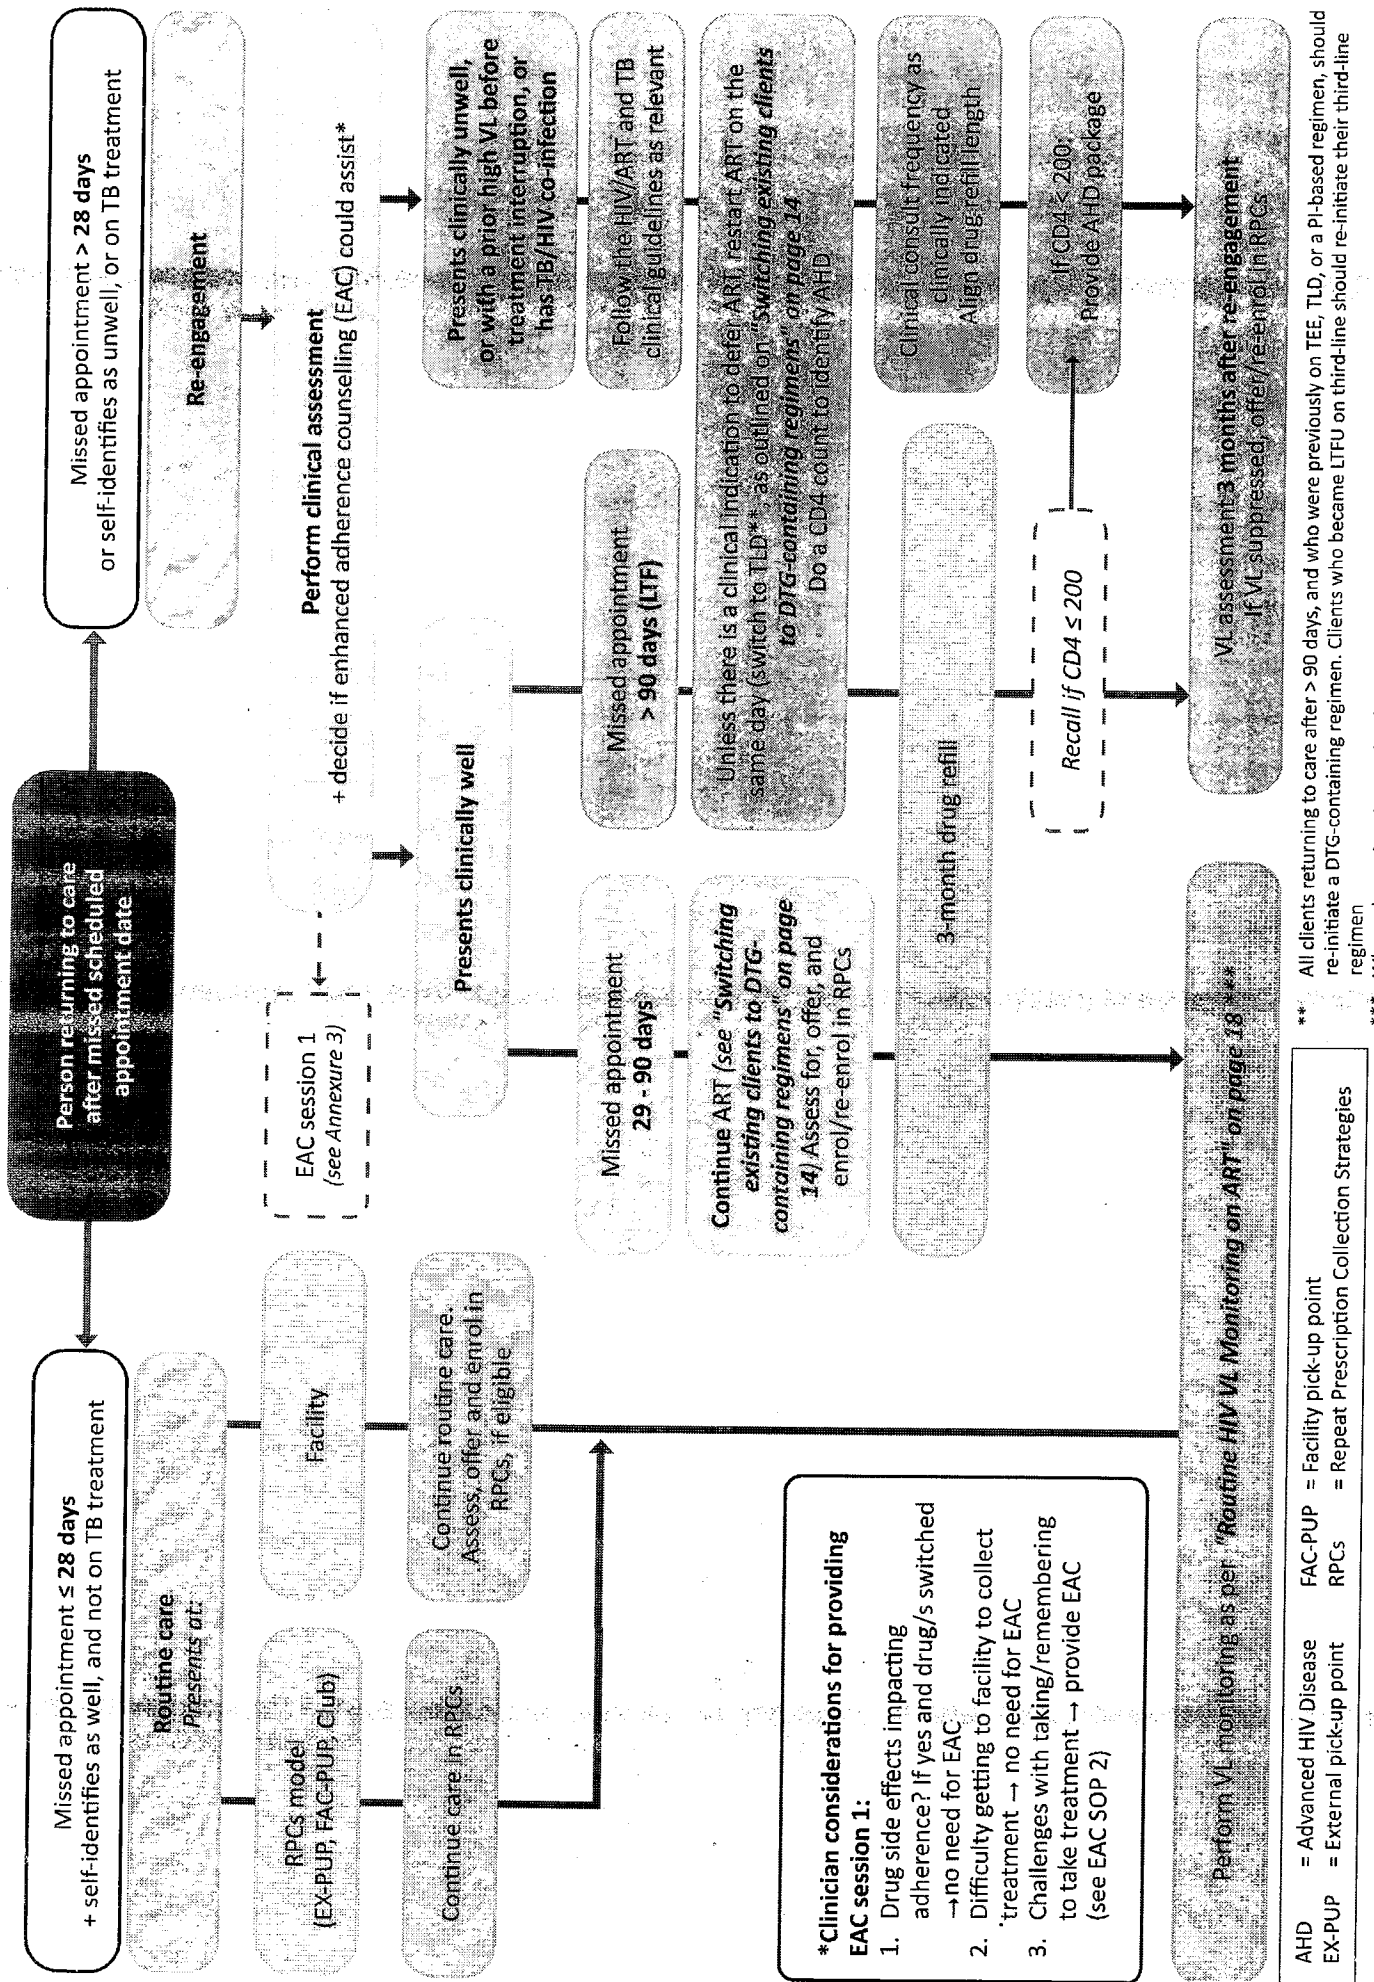 Person returning to care
after missed scheduled
appointment date
Missed appointment ≤ 28 days
+ self-identifies as well, and not on TB treatment
Routine care
Presents at:
RPCs model
(EX-PUP, FAC-PUP, Club)
Continue care in RPCs
Facility
Continue routine care.
Assess, offer and enrol in
RPCs, if eligible
Missed appointment > 28 days
or self-identifies as unwell, or on TB treatment
Re-engagement
Perform clinical assessment
+ decide if enhanced adherence counselling (EAC) could assist*
EAC session 1
(see Annexure 3)
Presents clinically well
Missed appointment
29 - 90 days
Continue ART (see "Switching
existing clients to DTG-
containing regimens" on page
14) Assess for, offer, and
enrol/re-enrol in RPCs
Missed appointment
> 90 days (LTF)
Presents clinically unwell,
or with a prior high VL before
treatment interruption, or
has TB/HIV co-infection
Follow the HIV/ART and TB
clinical guidelines as relevant
Unless there is a clinical indication to defer ART, restart ART on the
same day (switch to TLD**, as outlined on "Switching existing clients
to DTG-containing regimens" on page 14
Do a CD4 count to identify AHD
3-month drug refill
Clinical consult frequency as
clinically indicated
Align drug refill length
Recall if CD4 ≤ 200
If CD4 < 200:
Provide AHD package
VL assessment 3 months after re-engagement
If VL suppressed, offer/re-enrol in RPCs
*Clinician considerations for providing
EAC session 1:
1. Drug side effects impacting
adherence? If yes and drug/s switched
→no need for EAC
2. Difficulty getting to facility to collect
treatment → no need for EAC
3. Challenges with taking/remembering
to take treatment → provide EAC
(see EAC SOP 2)
Perform VL monitoring as per "Routine HIV VL Monitoring on ART" on page 18 ***
AHD = Advanced HIV Disease FAC-PUP = Facility pick-up point
EX-PUP = External pick-up point RPCs = Repeat Prescription Collection Strategies
** All clients returning to care after > 90 days, and who were previously on TEE, TLD, or a PI-based regimen, should
re-initiate a DTG-containing regimen. Clients who became LTFU on third-line should re-initiate their third-line
regimen
***